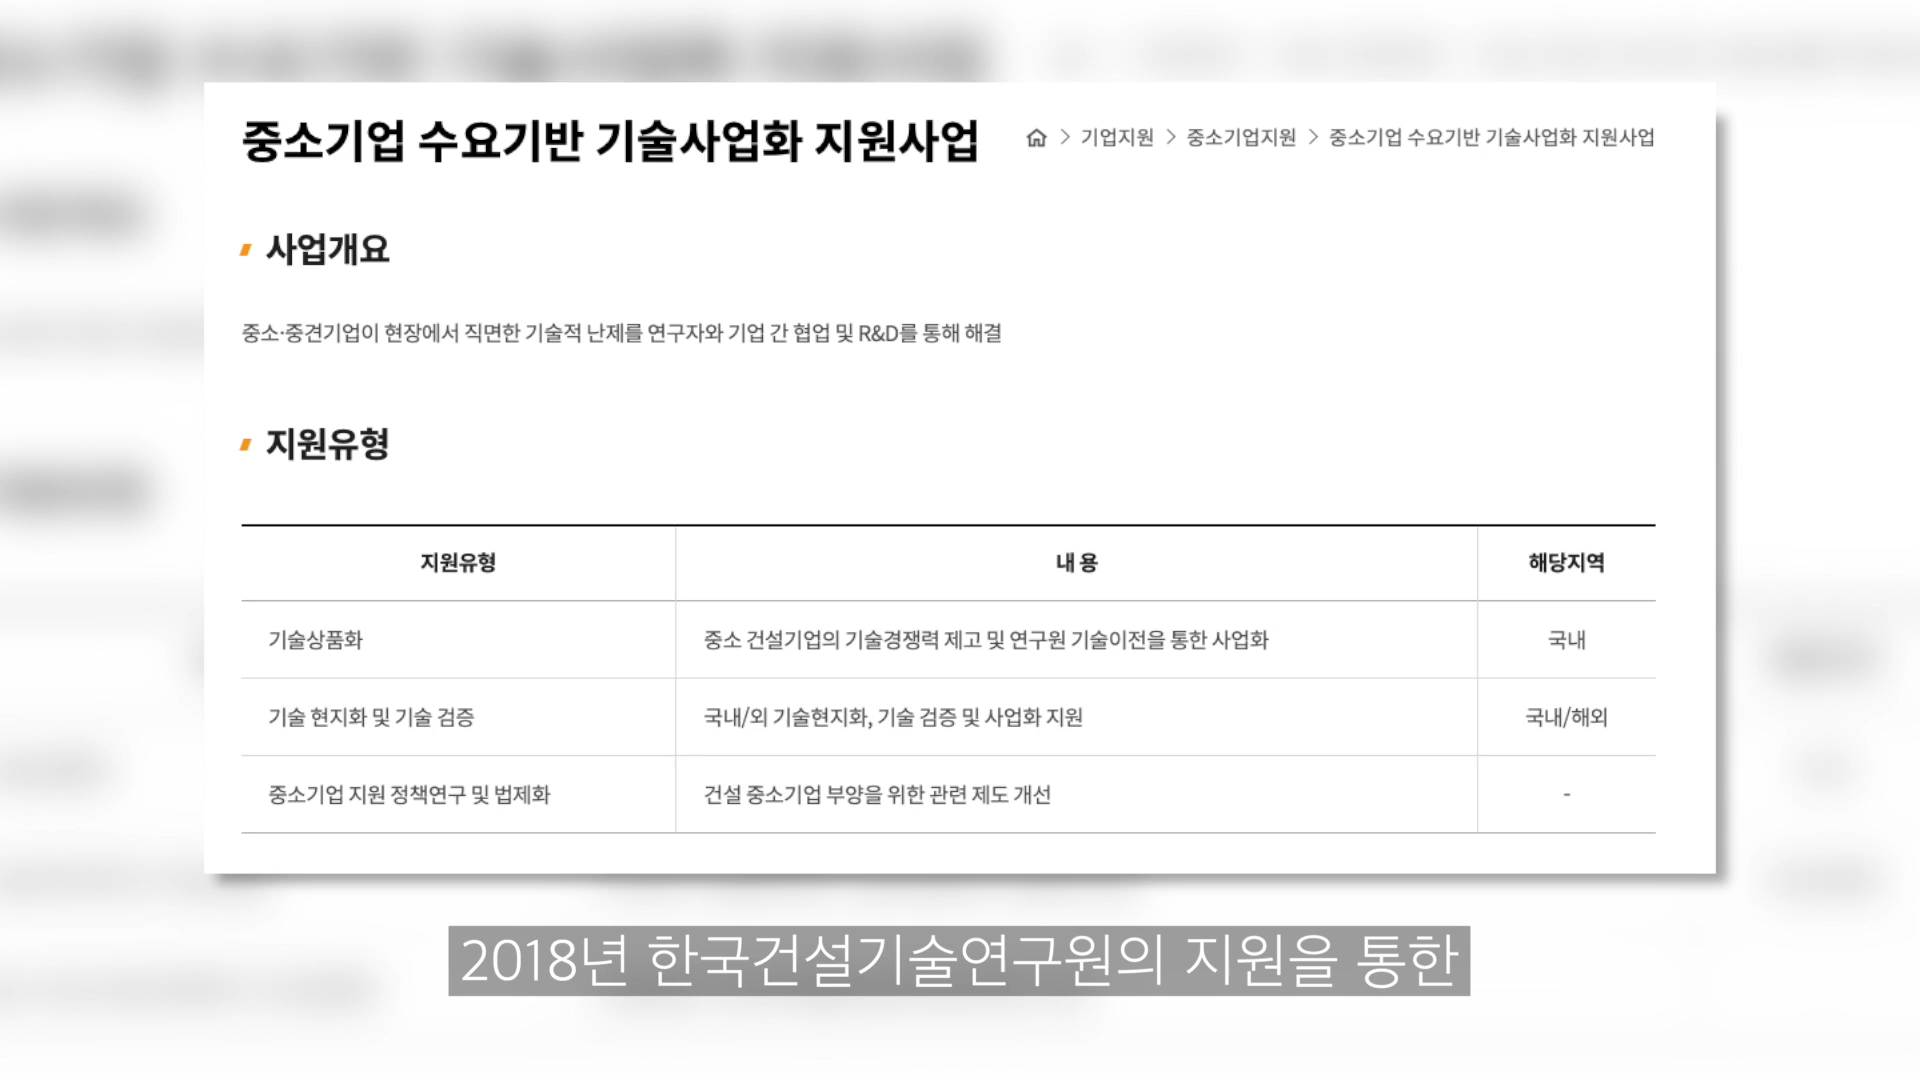 중소기업 수요기반 기술사업화 지원사업
기업지원 > 중소기업지원 > 중소기업 수요기반 기술사업화 지원사업
사업개요
중소·중견기업이 현장에서 직면한 기술적 난제를 연구자와 기업 간 협업 및 R&D를 통해 해결
지원유형
지원유형 내 용 해당지역
기술상품화 중소 건설기업의 기술경쟁력 제고 및 연구원 기술이전을 통한 사업화 국내
기술 현지화 및 기술 검증 국내/외 기술현지화, 기술 검증 및 사업화 지원 국내/해외
중소기업 지원 정책연구 및 법제화 건설 중소기업 부양을 위한 관련 제도 개선 -
2018년 한국건설기술연구원의 지원을 통한